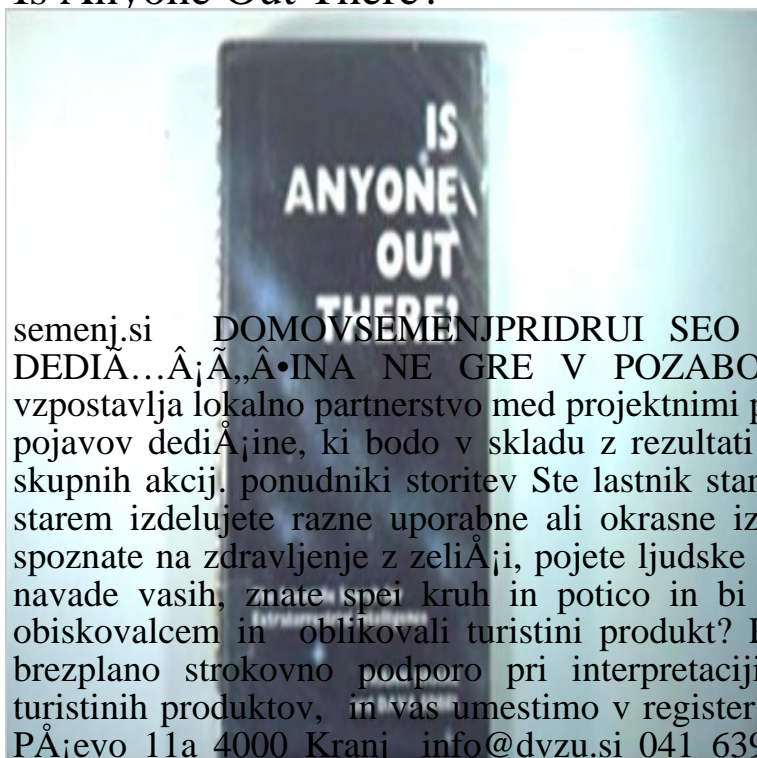 Is Anyone Out There?
IS
ANYONE
OUT
THERE?
semenj.si DOMOVSEMENJPRIDRUI SEO
DEDIÃ…Â¡Ã„Â•INA NE GRE V POZABO
vzpostavlja lokalno partnerstvo med projektnimi p
pojavov dediÅ¡ine, ki bodo v skladu z rezultati
skupnih akcij. ponudniki storitev Ste lastnik star
starem izdelujete razne uporabne ali okrasne iz
spoznate na zdravljenje z zeliÅ¡i, pojete ljudske
navade vasih, znate spei kruh in potico in bi
obiskovalcem in oblikovali turistini produkt?
brezplano strokovno podporo pri interpretaciji
turistinih produktov, in vas umestimo v register
PÅ¡evo 11a 4000 Kranj info@dvzu.si 041 639